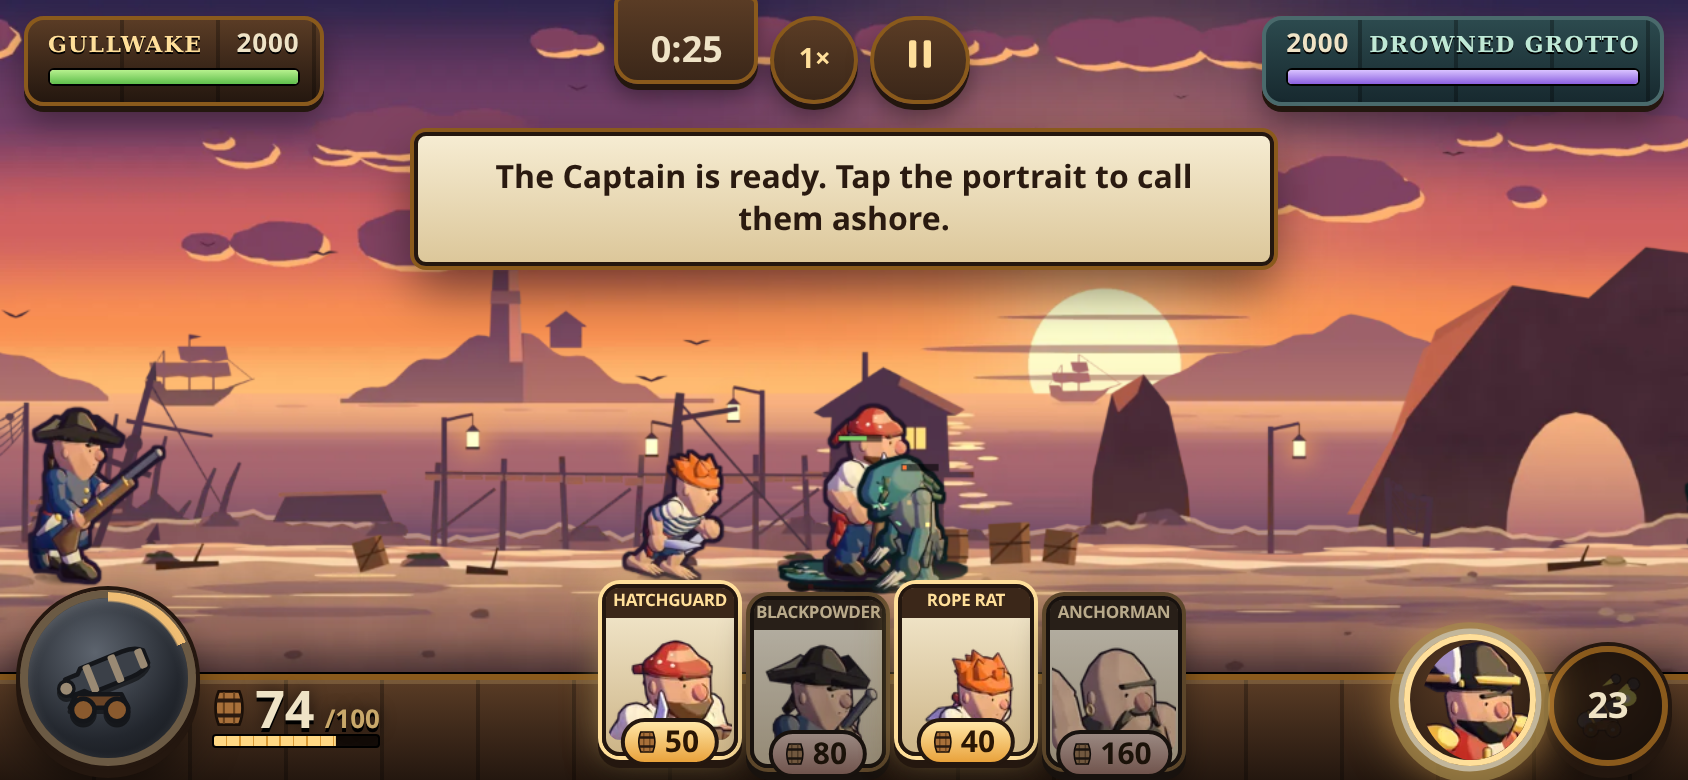 GULLWAKE 2000
0:25
1×
2000 DROWNED GROTTO
The Captain is ready. Tap the portrait to call
them ashore.
74 /100
HATCHGUARD
50
BLACKPOWDER
80
ROPE RAT
40
ANCHORMAN
160
23